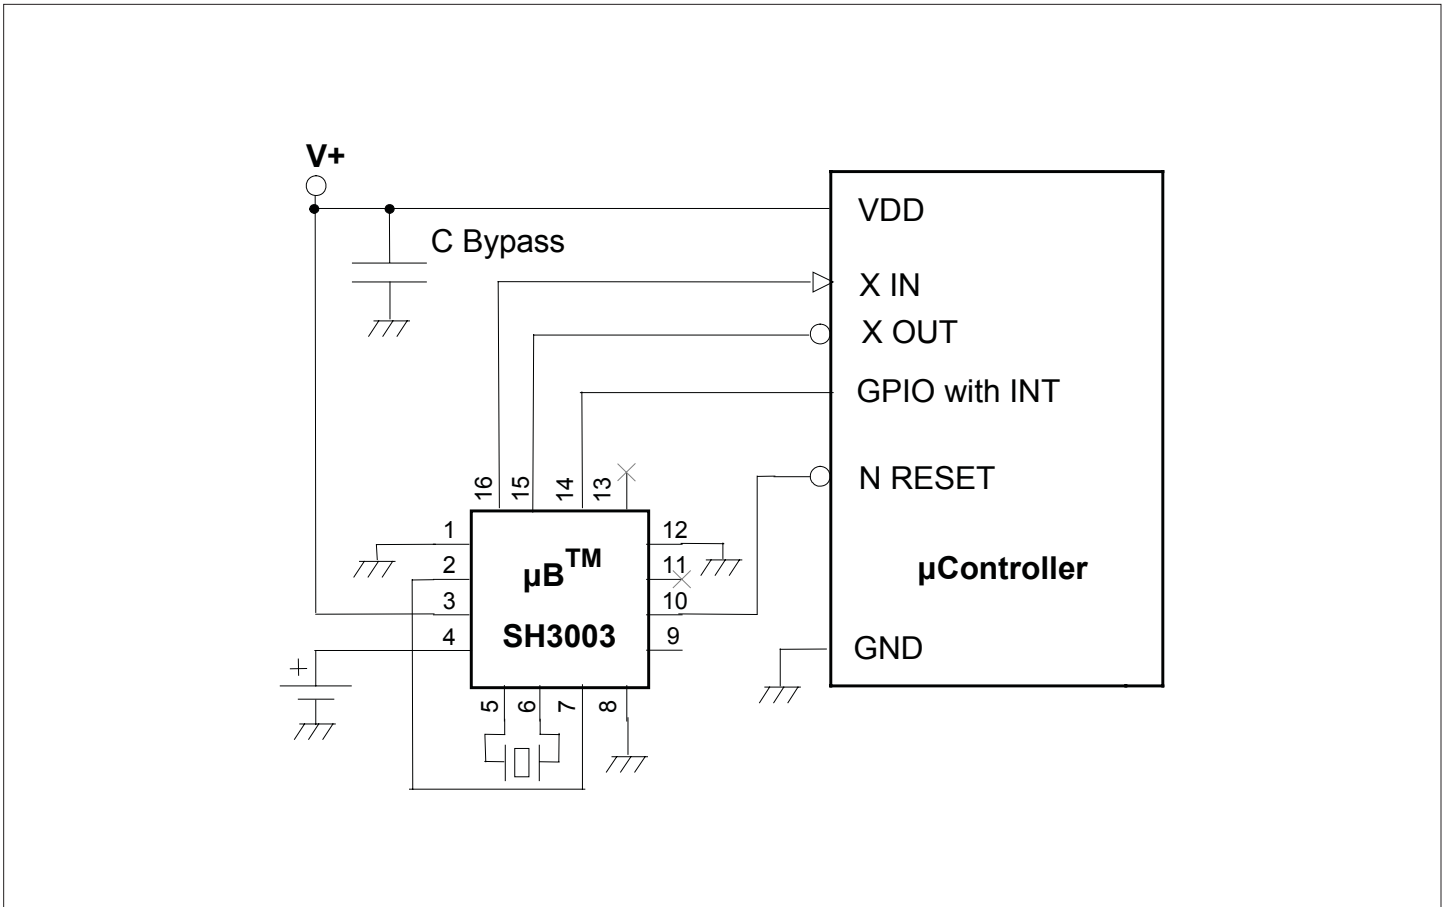 V+
VDD
C Bypass
X IN
X OUT
GPIO with INT
N RESET
16
15
14
13
1
12
µB™
2
11
µController
3
10
SH3003
4
9
GND
+
5
6
7
8